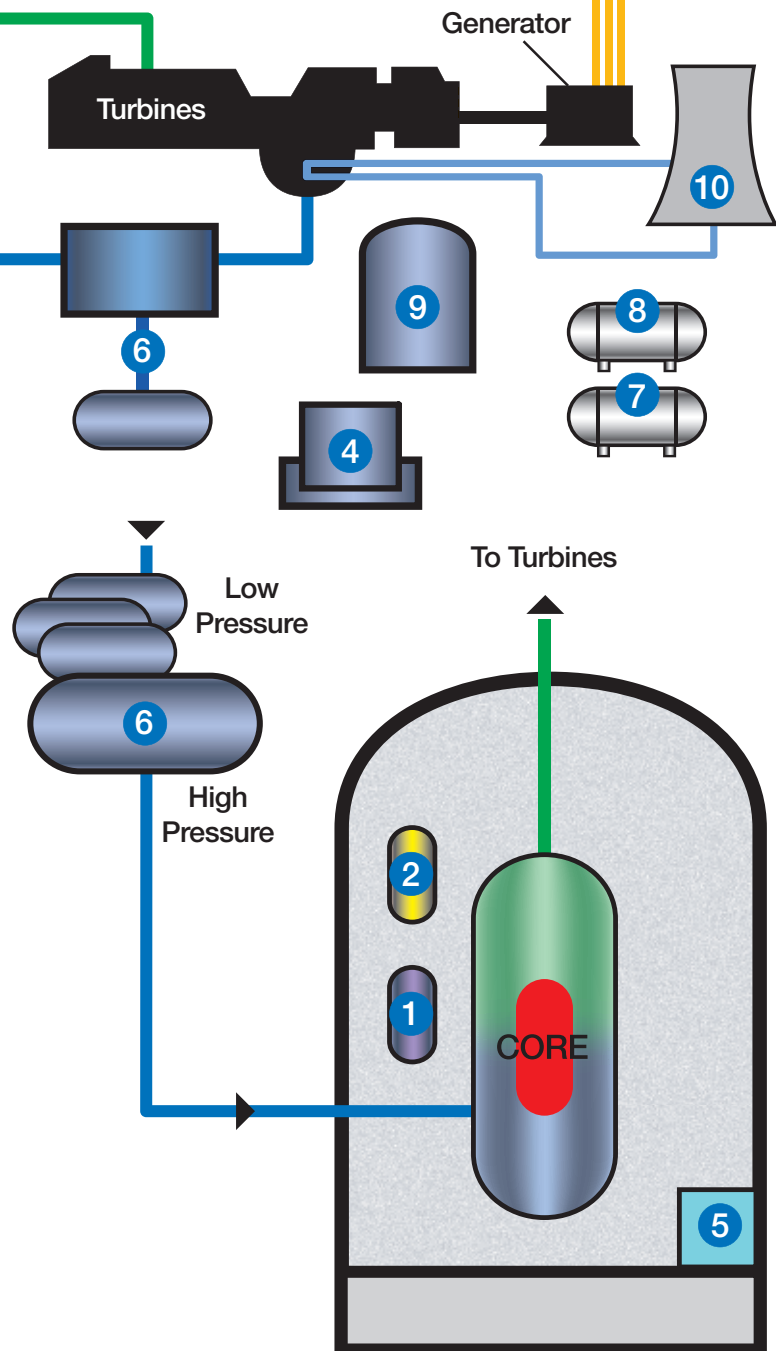 Generator
Turbines
10
9
8
6
7
4
To Turbines
Low
Pressure
6
High
Pressure
2
1
CORE
5